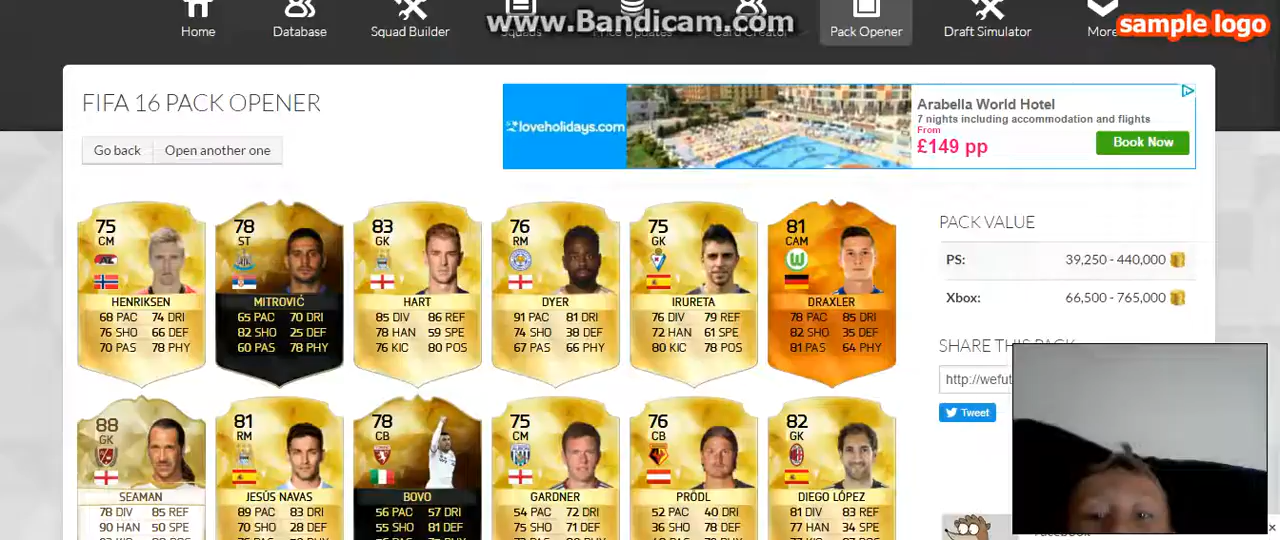 www.Bandicam.com
sample logo
Home
Database
Squad Builder
Squads
Price Updates
Card Creator
Pack Opener
Draft Simulator
More
FIFA 16 PACK OPENER
Go back
Open another one
loveholidays.com
Arabella World Hotel
7 nights including accommodation and flights
From
£149 pp
Book Now
75
CM
HENRIKSEN
68 PAC 74 DRI
76 SHO 66 DEF
70 PAS 78 PHY
78
ST
MITROVIĆ
65 PAC 70 DRI
82 SHO 25 DEF
60 PAS 78 PHY
83
GK
HART
85 DIV 86 REF
78 HAN 59 SPE
76 KIC 80 POS
76
RM
DYER
91 PAC 81 DRI
74 SHO 38 DEF
67 PAS 66 PHY
75
GK
IRURETA
76 DIV 79 REF
72 HAN 61 SPE
80 KIC 78 POS
81
CAM
DRAXLER
78 PAC 85 DRI
82 SHO 35 DEF
81 PAS 64 PHY
PACK VALUE
PS: 39,250 - 440,000
Xbox: 66,500 - 765,000
SHARE THIS PACK
http://wefut
Tweet
88
GK
SEAMAN
78 DIV 85 REF
90 HAN 50 SPE
81
RM
JESÚS NAVAS
89 PAC 83 DRI
70 SHO 28 DEF
78
CB
BOVO
56 PAC 57 DRI
55 SHO 81 DEF
75
CM
GARDNER
54 PAC 72 DRI
75 SHO 71 DEF
76
CB
PRÖDL
52 PAC 40 DRI
36 SHO 78 DEF
82
GK
DIEGO LÓPEZ
81 DIV 83 REF
77 HAN 34 SPE